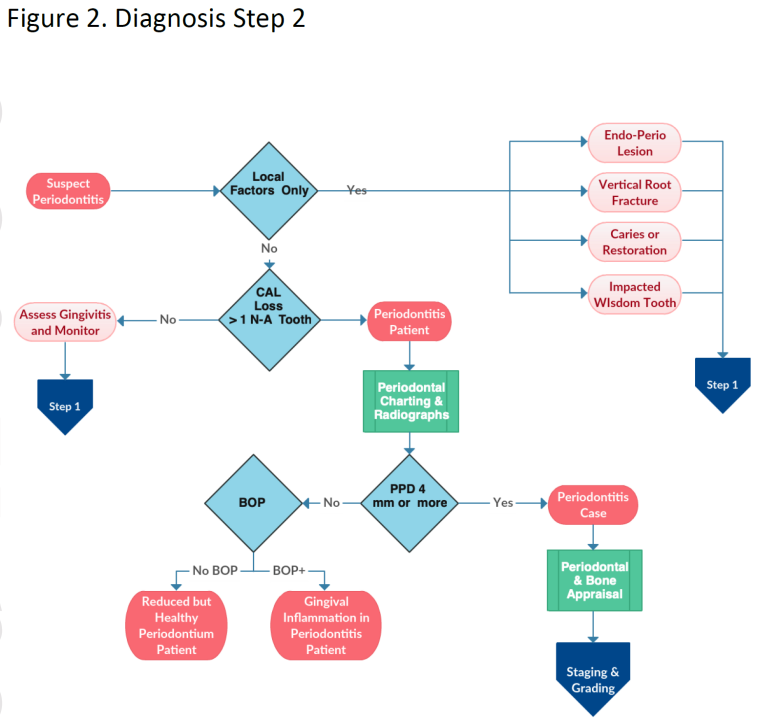 Figure 2. Diagnosis Step 2
Suspect
Periodontitis
Local
Factors Only
Yes
Endo-Perio
Lesion
Vertical Root
Fracture
Caries or
Restoration
Impacted
WIsdom Tooth
Step 1
No
CAL
Loss
> 1 N-A Tooth
No
Assess Gingivitis
and Monitor
Step 1
Periodontitis
Patient
Periodontal
Charting &
Radiographs
PPD 4
mm or more
No
BOP
No BOP
BOP+
Reduced but
Healthy
Periodontium
Patient
Gingival
Inflammation in
Periodontitis
Patient
Yes
Periodontitis
Case
Periodontal
& Bone
Appraisal
Staging &
Grading